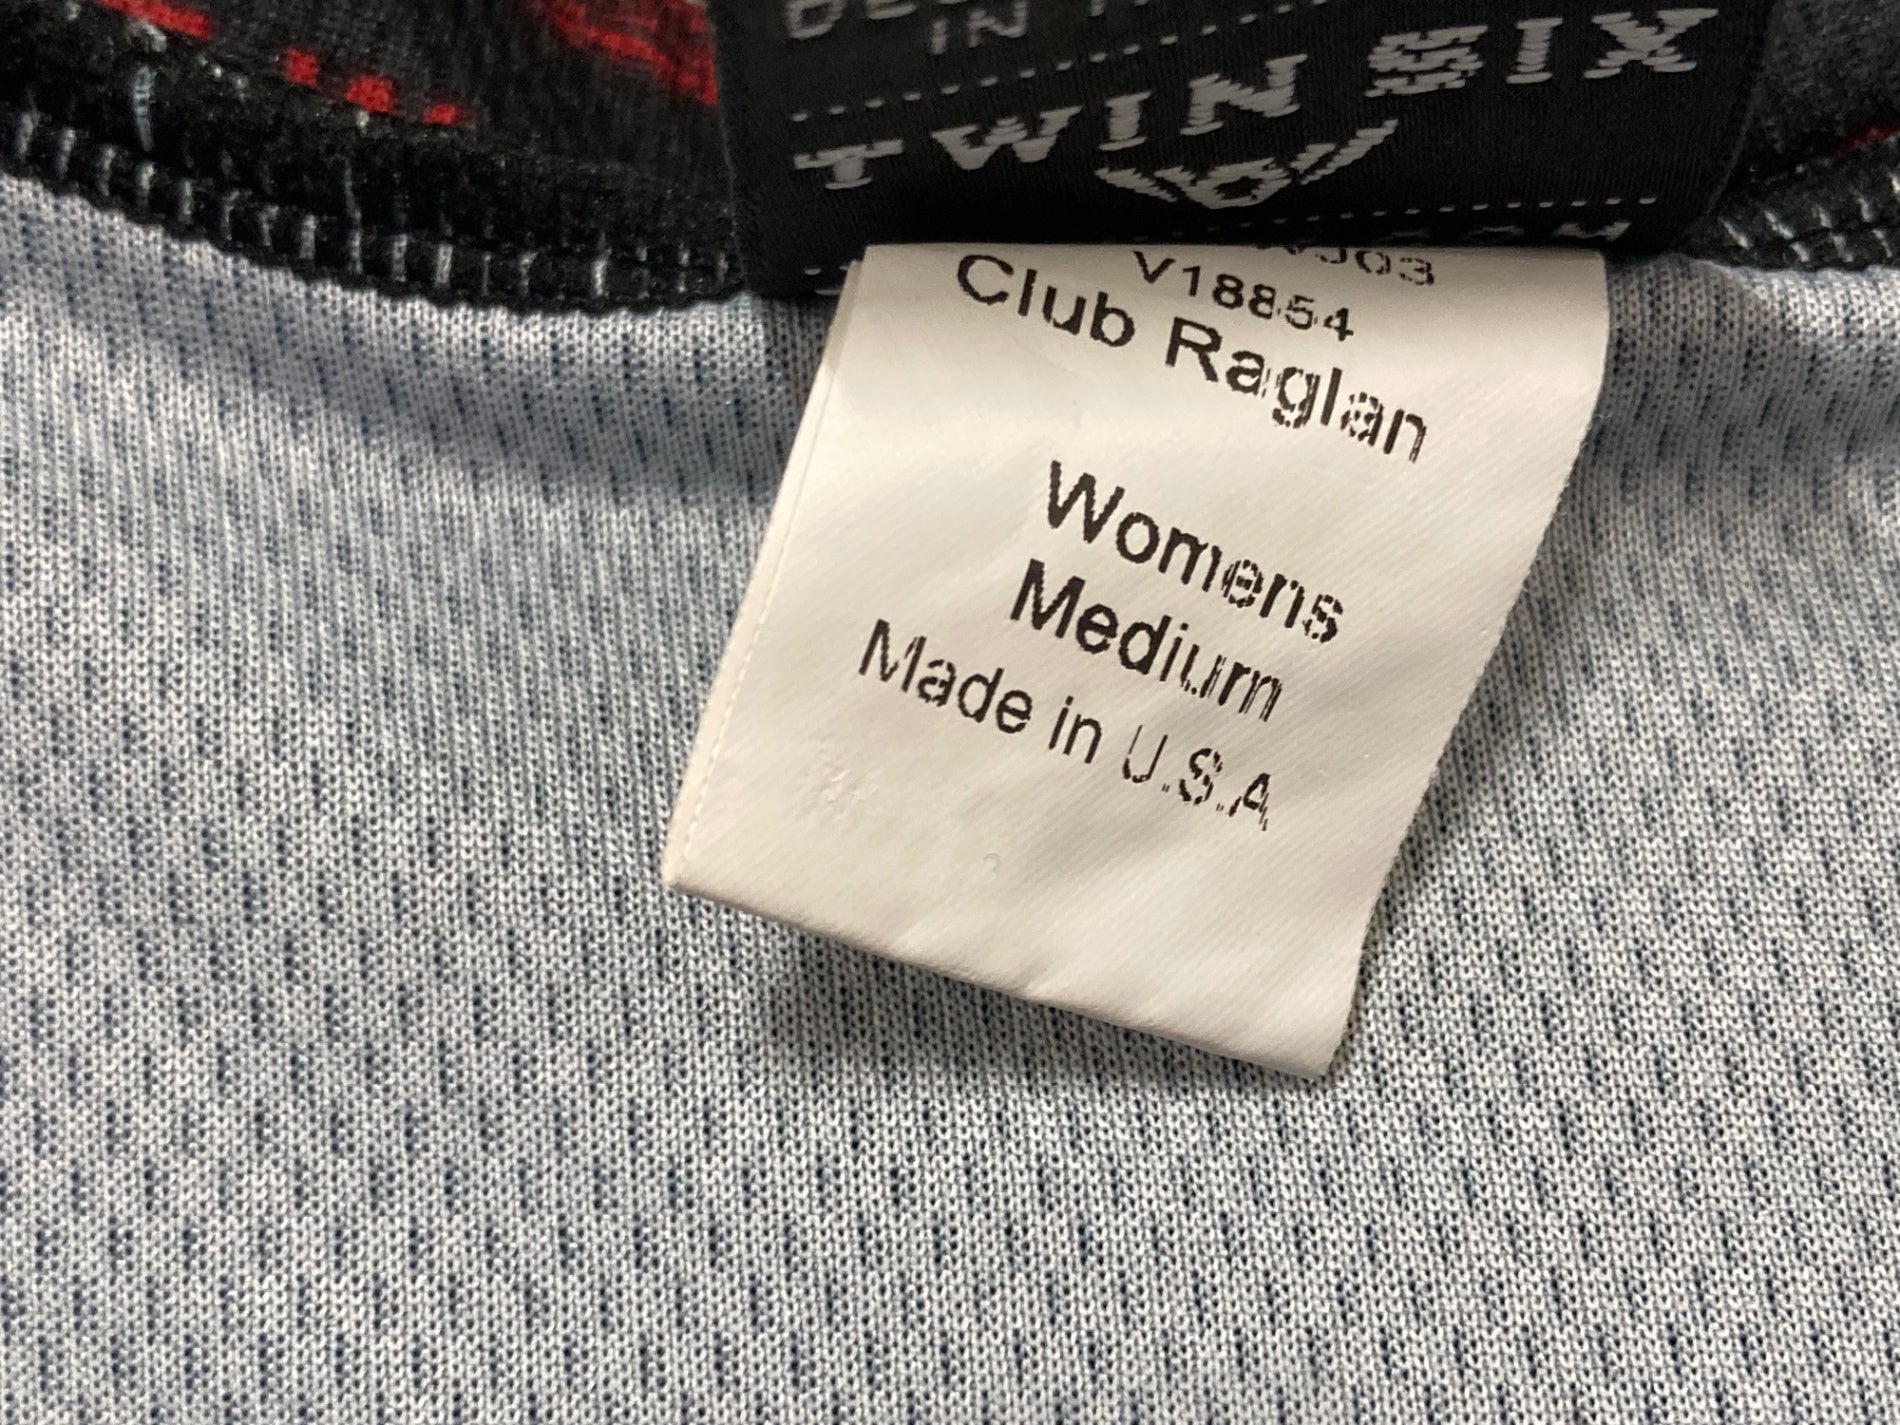 IN
TWIN SIX
V18854
Club Raglan
Womens
Medium
Made in U.S.A